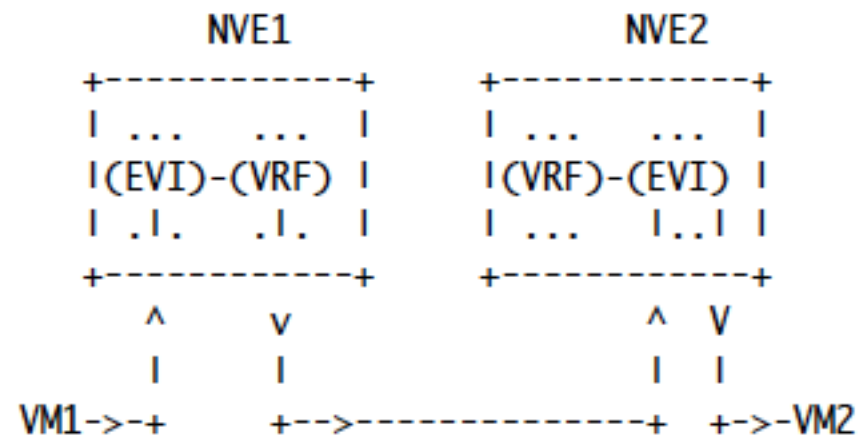 NVE1 NVE2
+------------+ +------------+
| ... ... | | ... ... |
|(EVI)-(VRF) | |(VRF)-(EVI) |
| .|. .|. | | ... |..| |
+------------+ +------------+
^ v ^ V
| | | |
VM1->-+ +-->--------------+ +->-VM2